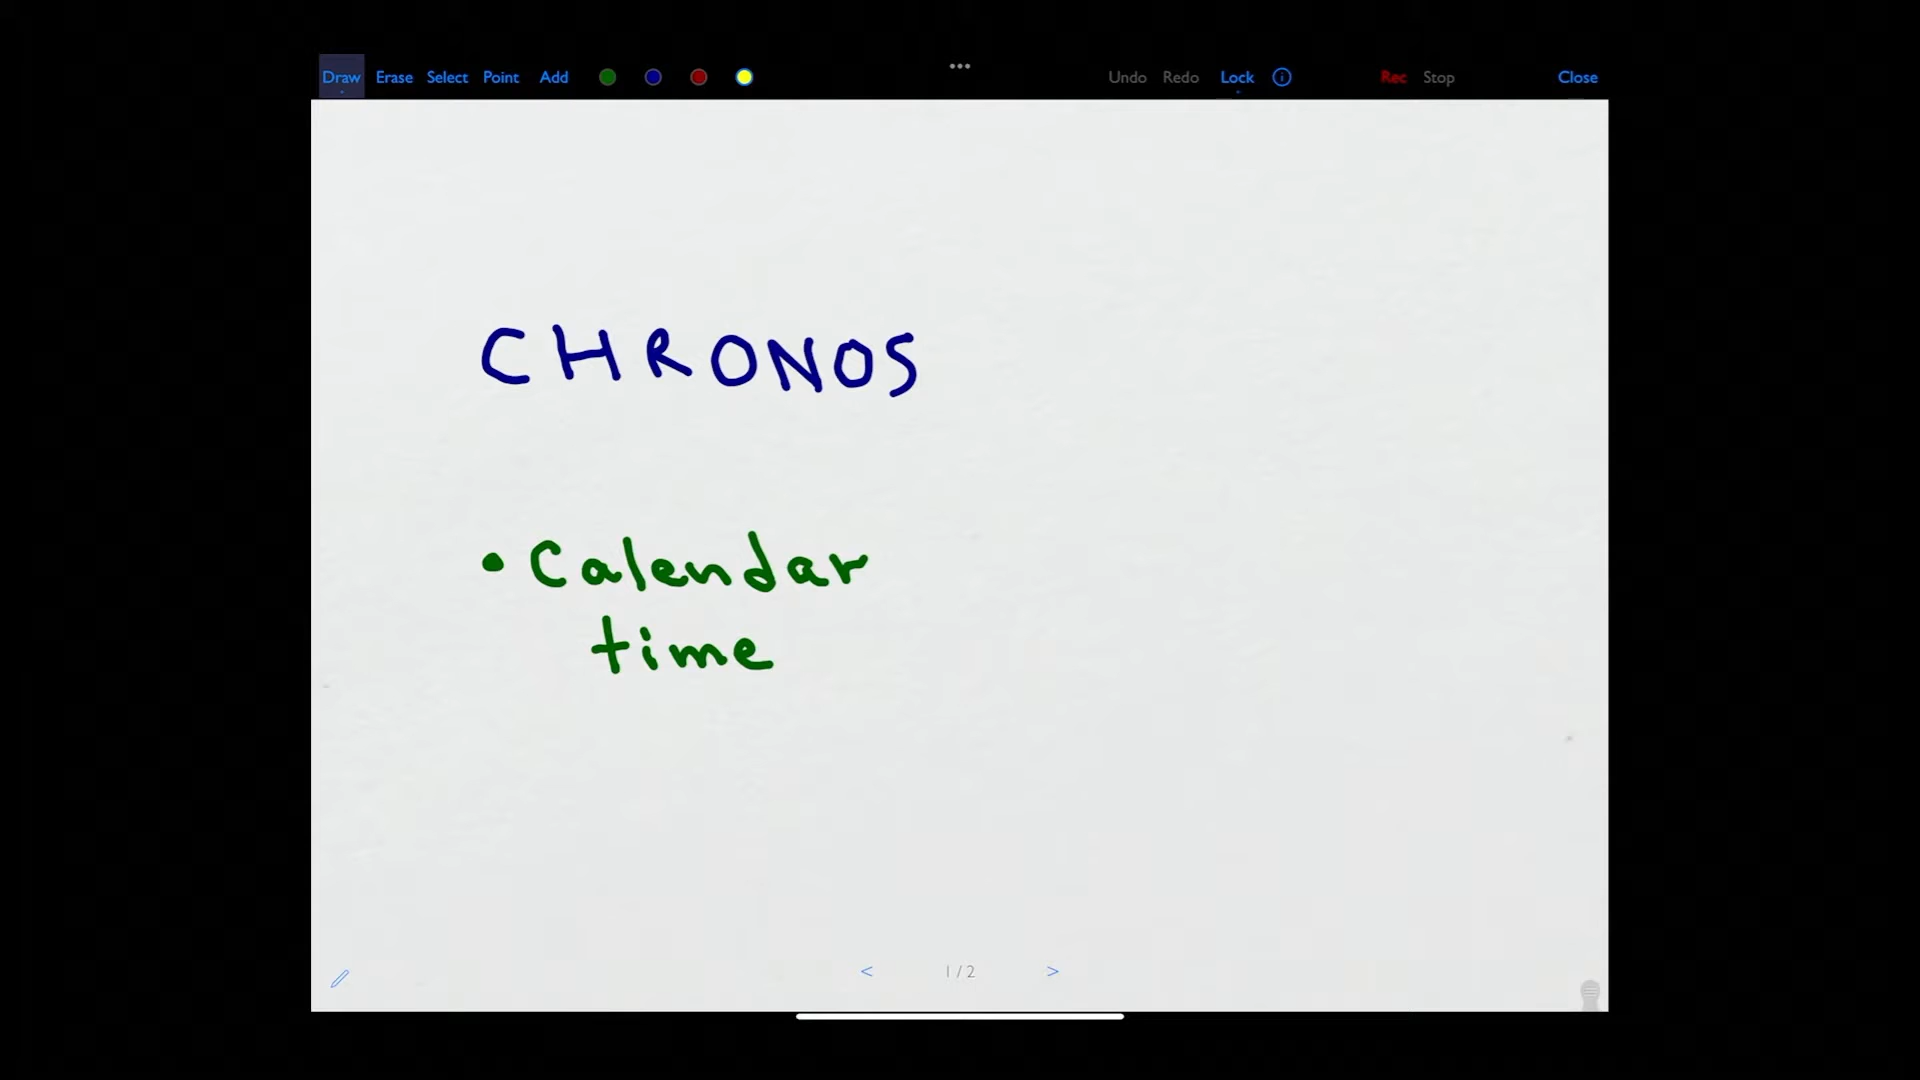 Draw Erase Select Point Add Undo Redo Lock Rec Stop Close
CHRONOS
• Calendar
time
< 1 / 2 >